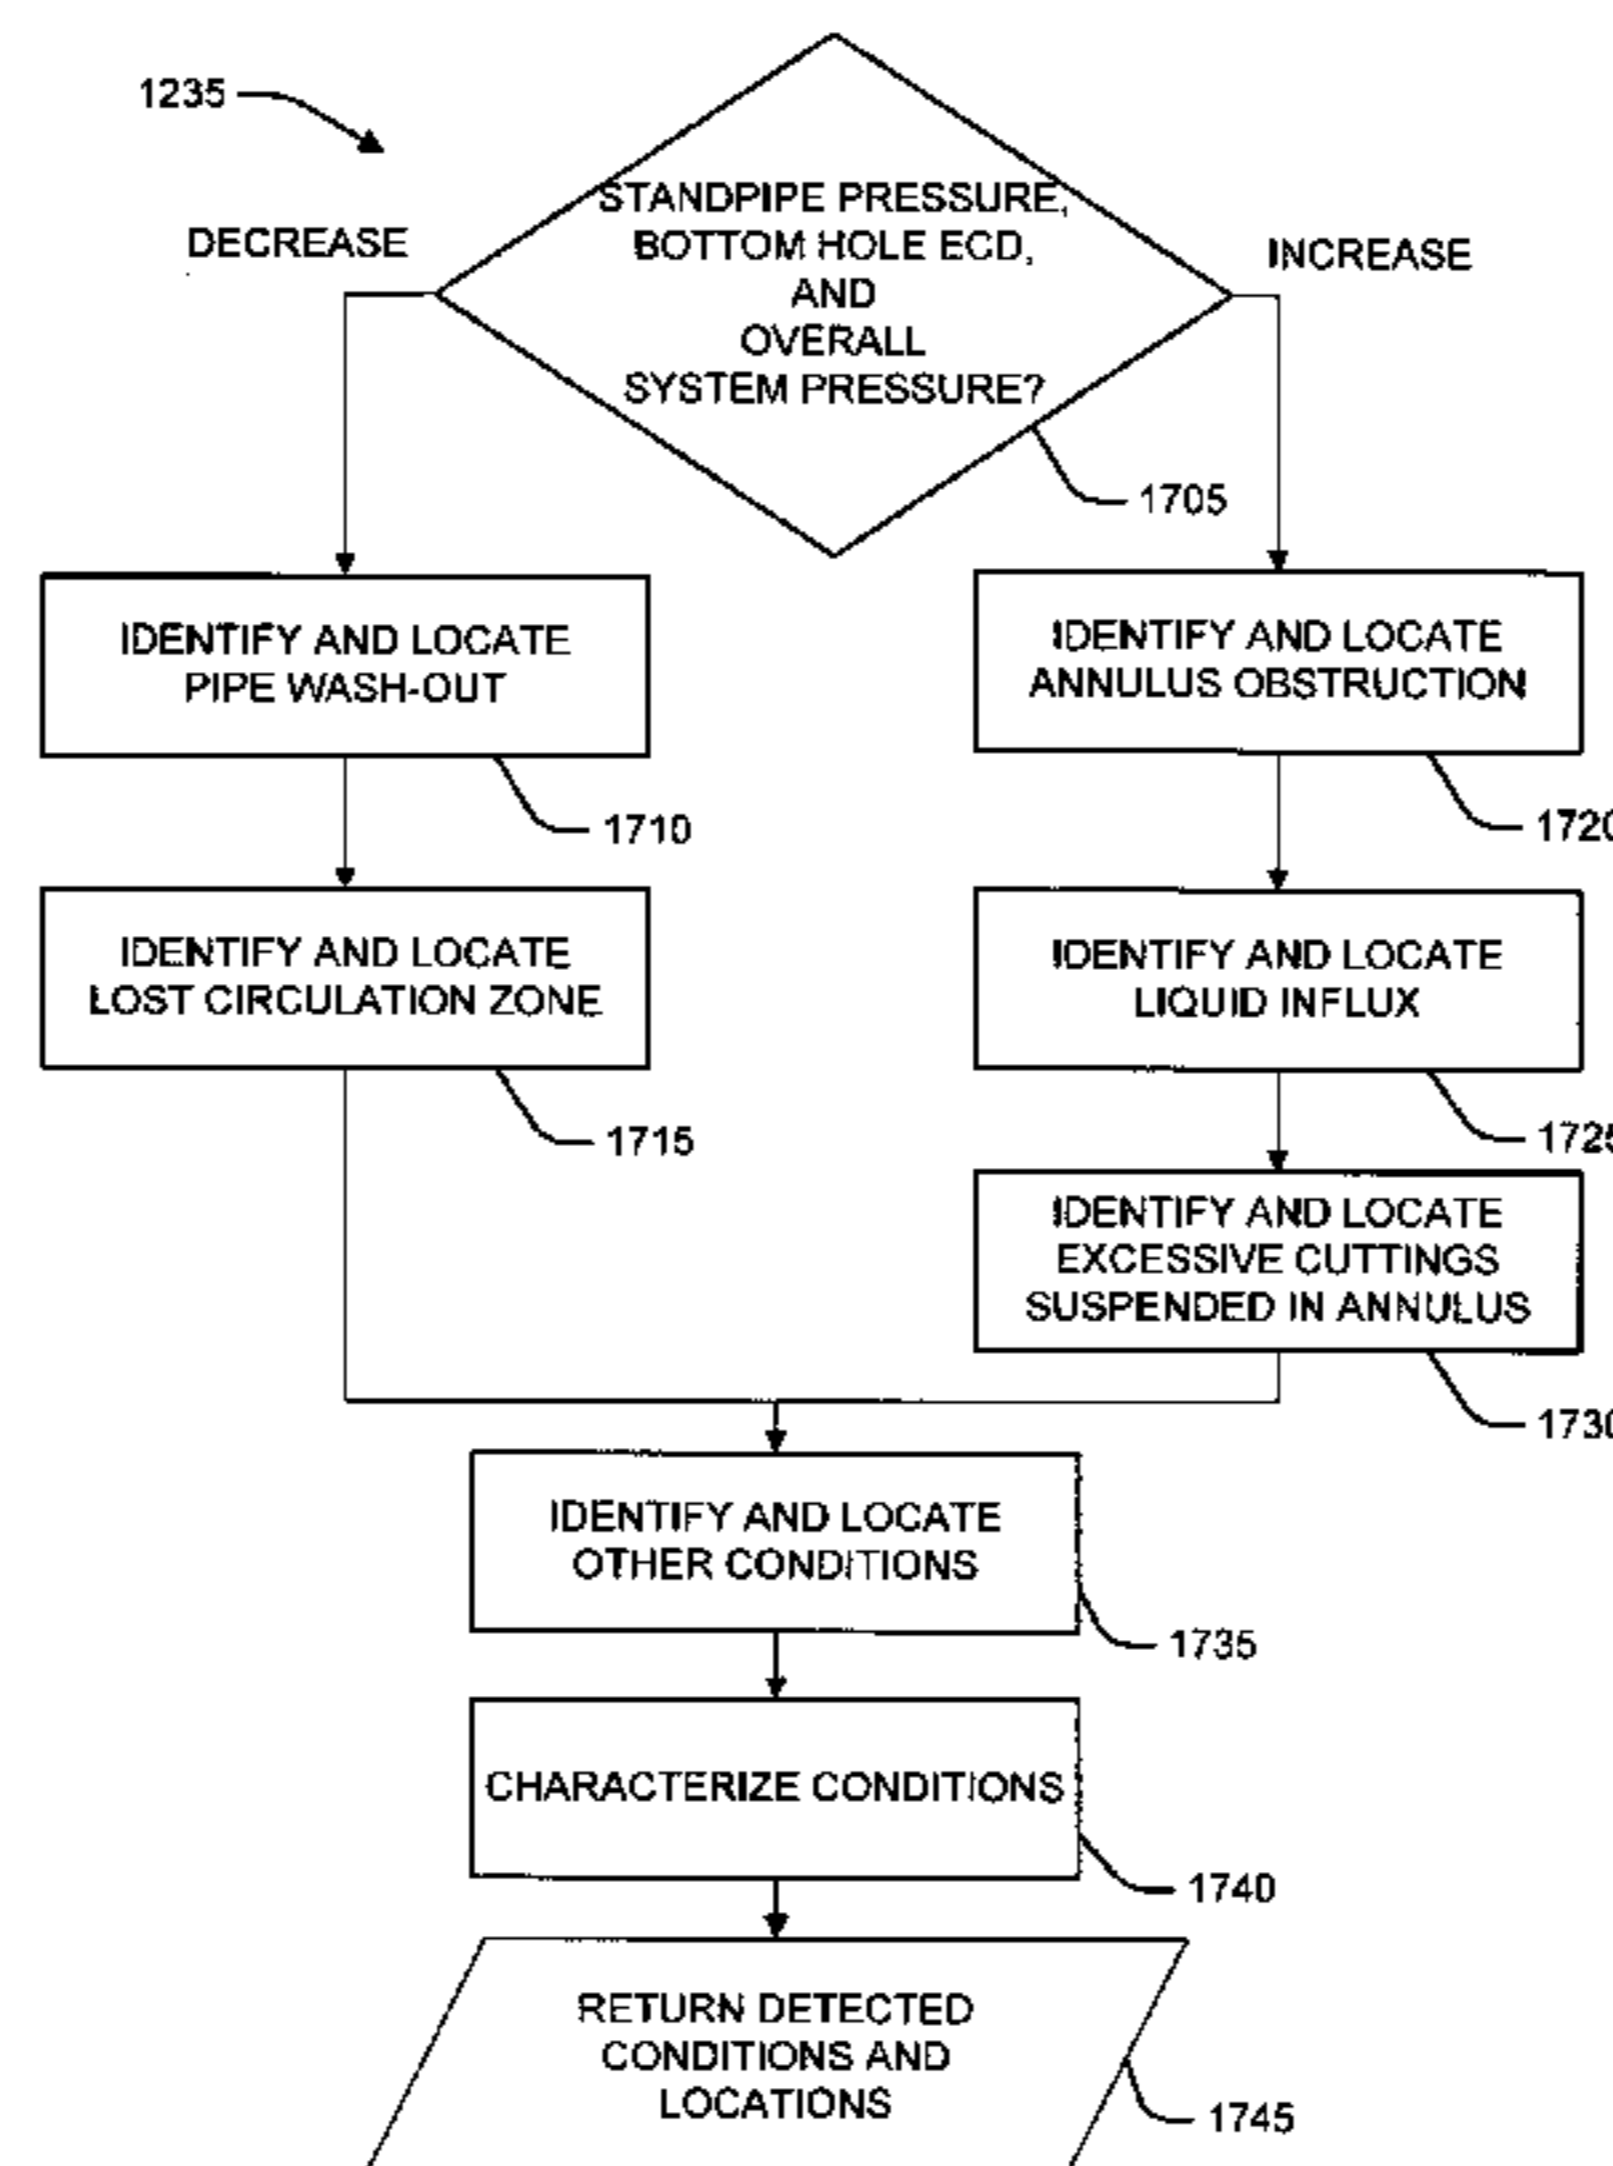 1235
DECREASE
INCREASE
STANDPIPE PRESSURE,
BOTTOM HOLE ECD,
AND
OVERALL
SYSTEM PRESSURE?
1705
IDENTIFY AND LOCATE
PIPE WASH-OUT
1710
IDENTIFY AND LOCATE
LOST CIRCULATION ZONE
1715
IDENTIFY AND LOCATE
ANNULUS OBSTRUCTION
1720
IDENTIFY AND LOCATE
LIQUID INFLUX
1725
IDENTIFY AND LOCATE
EXCESSIVE CUTTINGS
SUSPENDED IN ANNULUS
1730
IDENTIFY AND LOCATE
OTHER CONDITIONS
1735
CHARACTERIZE CONDITIONS
1740
RETURN DETECTED
CONDITIONS AND
LOCATIONS
1745